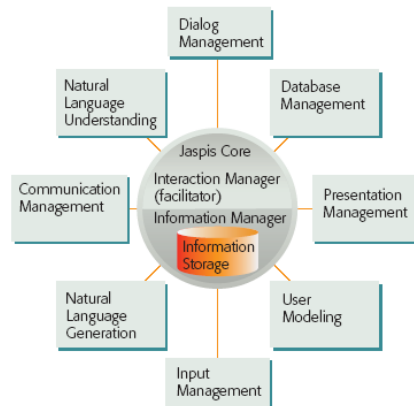 Dialog
Management
Natural
Language
Understanding
Database
Management
Jaspis Core
Interaction Manager
(facilitator)
Communication
Management
Presentation
Management
Information Manager
Information
Storage
Natural
Language
Generation
User
Modeling
Input
Management